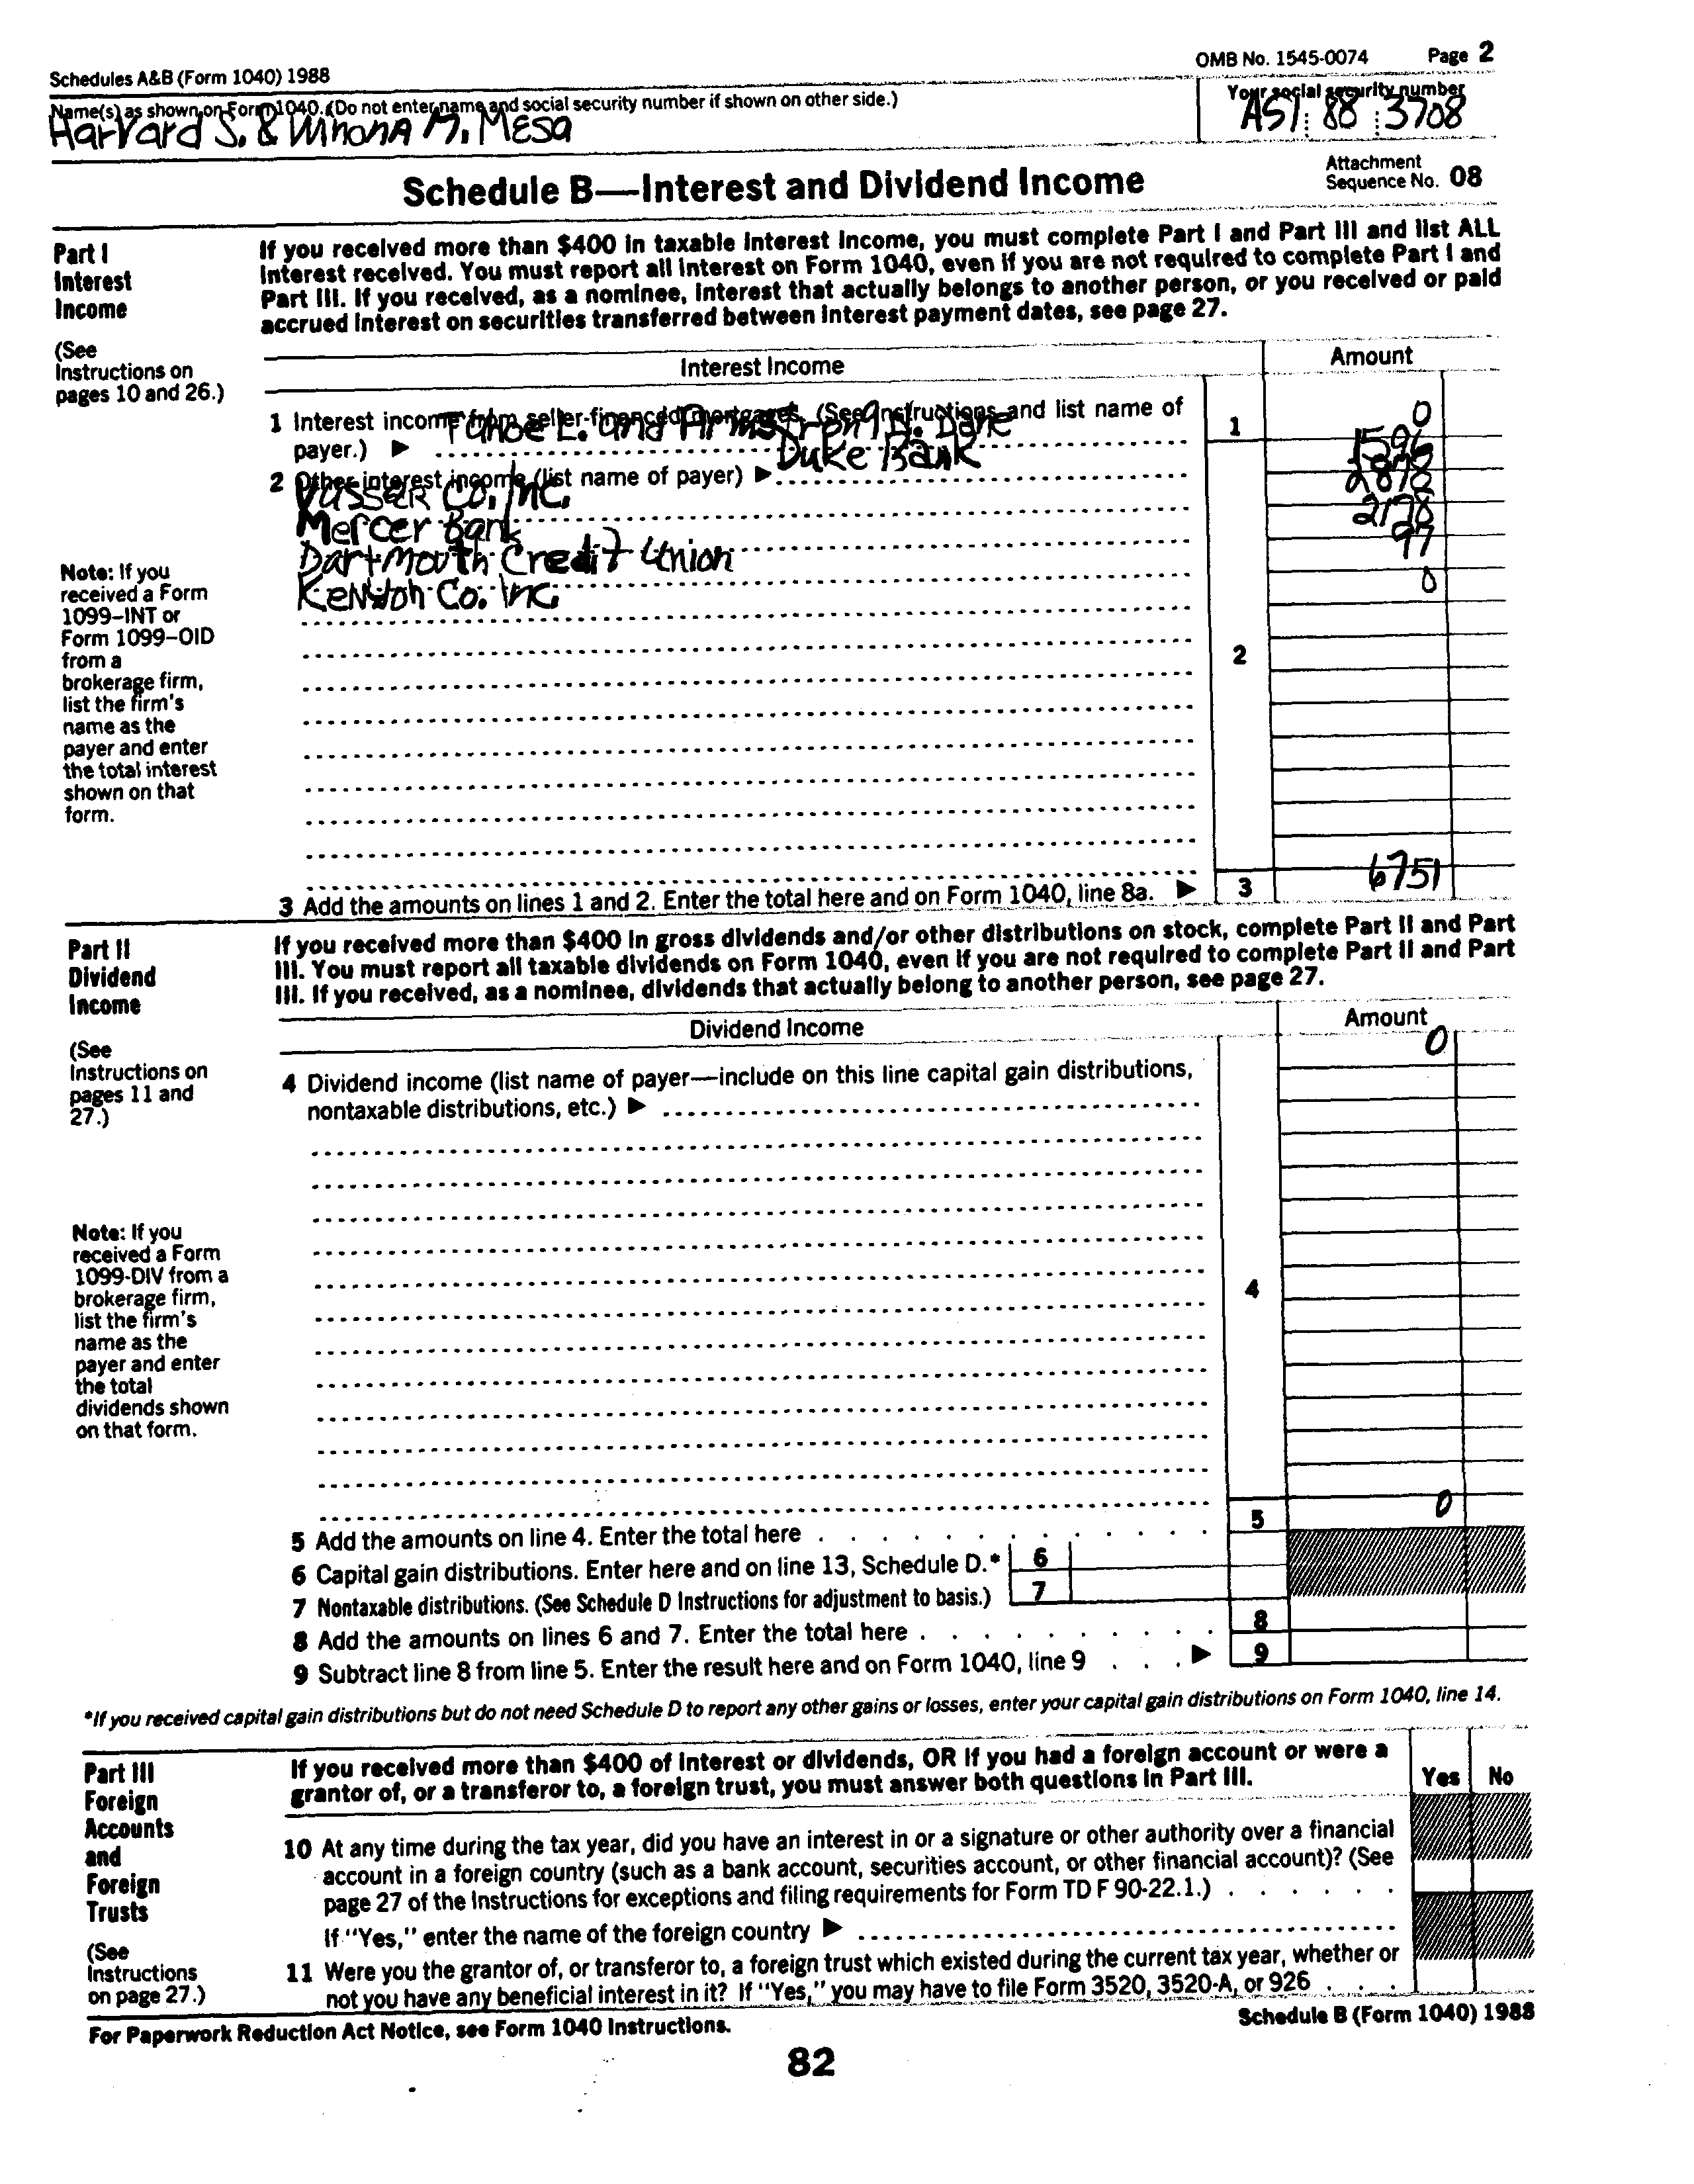 Schedules A&B (Form 1040) 1988
OMB No. 1545-0074 Page 2
Name(s) as shown on Form 1040. (Do not enter name and social security number if shown on other side.)
Your social security number
Harvard S. & Winona M. Mesa
AS1 88 3708
Schedule B—Interest and Dividend Income
Attachment
Sequence No. 08
Part I
Interest
Income
(See
Instructions on
pages 10 and 26.)
If you received more than $400 in taxable interest income, you must complete Part I and Part III and list ALL
interest received. You must report all interest on Form 1040, even if you are not required to complete Part I and
Part III. If you received, as a nominee, interest that actually belongs to another person, or you received or paid
accrued interest on securities transferred between interest payment dates, see page 27.
Interest Income
Amount
1 Interest income from seller-financed mortgages. (See Instructions and list name of
payer.) ▶
Tahoe L. and Armstrong N. Dane
1
0
Duke Bank
1596
2 Other interest income (list name of payer) ▶
Vasser Co. Inc.
Mercer Bank
2178
Dartmouth Credit Union
97
Kenyon Co. Inc.
0
2
Note: If you
received a Form
1099–INT or
Form 1099–OID
from a
brokerage firm,
list the firm's
name as the
payer and enter
the total interest
shown on that
form.
3 Add the amounts on lines 1 and 2. Enter the total here and on Form 1040, line 8a. ▶ 3 6751
Part II
Dividend
Income
(See
Instructions on
pages 11 and
27.)
If you received more than $400 in gross dividends and/or other distributions on stock, complete Part II and Part
III. You must report all taxable dividends on Form 1040, even if you are not required to complete Part II and Part
III. If you received, as a nominee, dividends that actually belong to another person, see page 27.
Dividend Income
Amount
0
4 Dividend income (list name of payer—include on this line capital gain distributions,
nontaxable distributions, etc.) ▶
4
Note: If you
received a Form
1099-DIV from a
brokerage firm,
list the firm's
name as the
payer and enter
the total
dividends shown
on that form.
5 Add the amounts on line 4. Enter the total here . . . . . . . . . . . . 5 0
6 Capital gain distributions. Enter here and on line 13, Schedule D.* 6
7 Nontaxable distributions. (See Schedule D Instructions for adjustment to basis.) 7
8 Add the amounts on lines 6 and 7. Enter the total here . . . . . . . . . . 8
9 Subtract line 8 from line 5. Enter the result here and on Form 1040, line 9 . . . ▶ 9
*If you received capital gain distributions but do not need Schedule D to report any other gains or losses, enter your capital gain distributions on Form 1040, line 14.
Part III
Foreign
Accounts
and
Foreign
Trusts
(See
Instructions
on page 27.)
If you received more than $400 of interest or dividends, OR if you had a foreign account or were a
grantor of, or a transferor to, a foreign trust, you must answer both questions in Part III.
Yes No
10 At any time during the tax year, did you have an interest in or a signature or other authority over a financial
account in a foreign country (such as a bank account, securities account, or other financial account)? (See
page 27 of the Instructions for exceptions and filing requirements for Form TD F 90-22.1.) . . . . . .
If "Yes," enter the name of the foreign country ▶
11 Were you the grantor of, or transferor to, a foreign trust which existed during the current tax year, whether or
not you have any beneficial interest in it? If "Yes," you may have to file Form 3520, 3520-A, or 926 . . .
For Paperwork Reduction Act Notice, see Form 1040 Instructions.
Schedule B (Form 1040) 1988
82